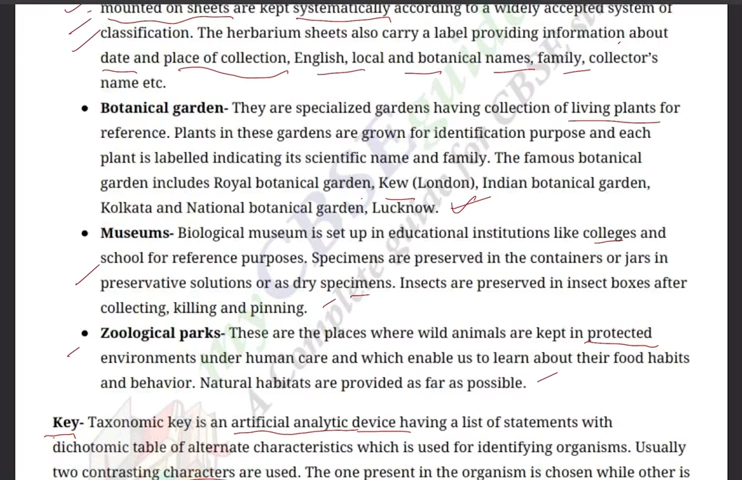 mounted on sheets are kept systematically according to a widely accepted system of
classification. The herbarium sheets also carry a label providing information about
date and place of collection, English, local and botanical names, family, collector's
name etc.
• Botanical garden- They are specialized gardens having collection of living plants for
reference. Plants in these gardens are grown for identification purpose and each
plant is labelled indicating its scientific name and family. The famous botanical
garden includes Royal botanical garden, Kew (London), Indian botanical garden,
Kolkata and National botanical garden, Lucknow.
• Museums- Biological museum is set up in educational institutions like colleges and
school for reference purposes. Specimens are preserved in the containers or jars in
preservative solutions or as dry specimens. Insects are preserved in insect boxes after
collecting, killing and pinning.
• Zoological parks- These are the places where wild animals are kept in protected
environments under human care and which enable us to learn about their food habits
and behavior. Natural habitats are provided as far as possible.
Key- Taxonomic key is an artificial analytic device having a list of statements with
dichotomic table of alternate characteristics which is used for identifying organisms. Usually
two contrasting characters are used. The one present in the organism is chosen while other is
myCBSEguide
A Complete guide for CBSE